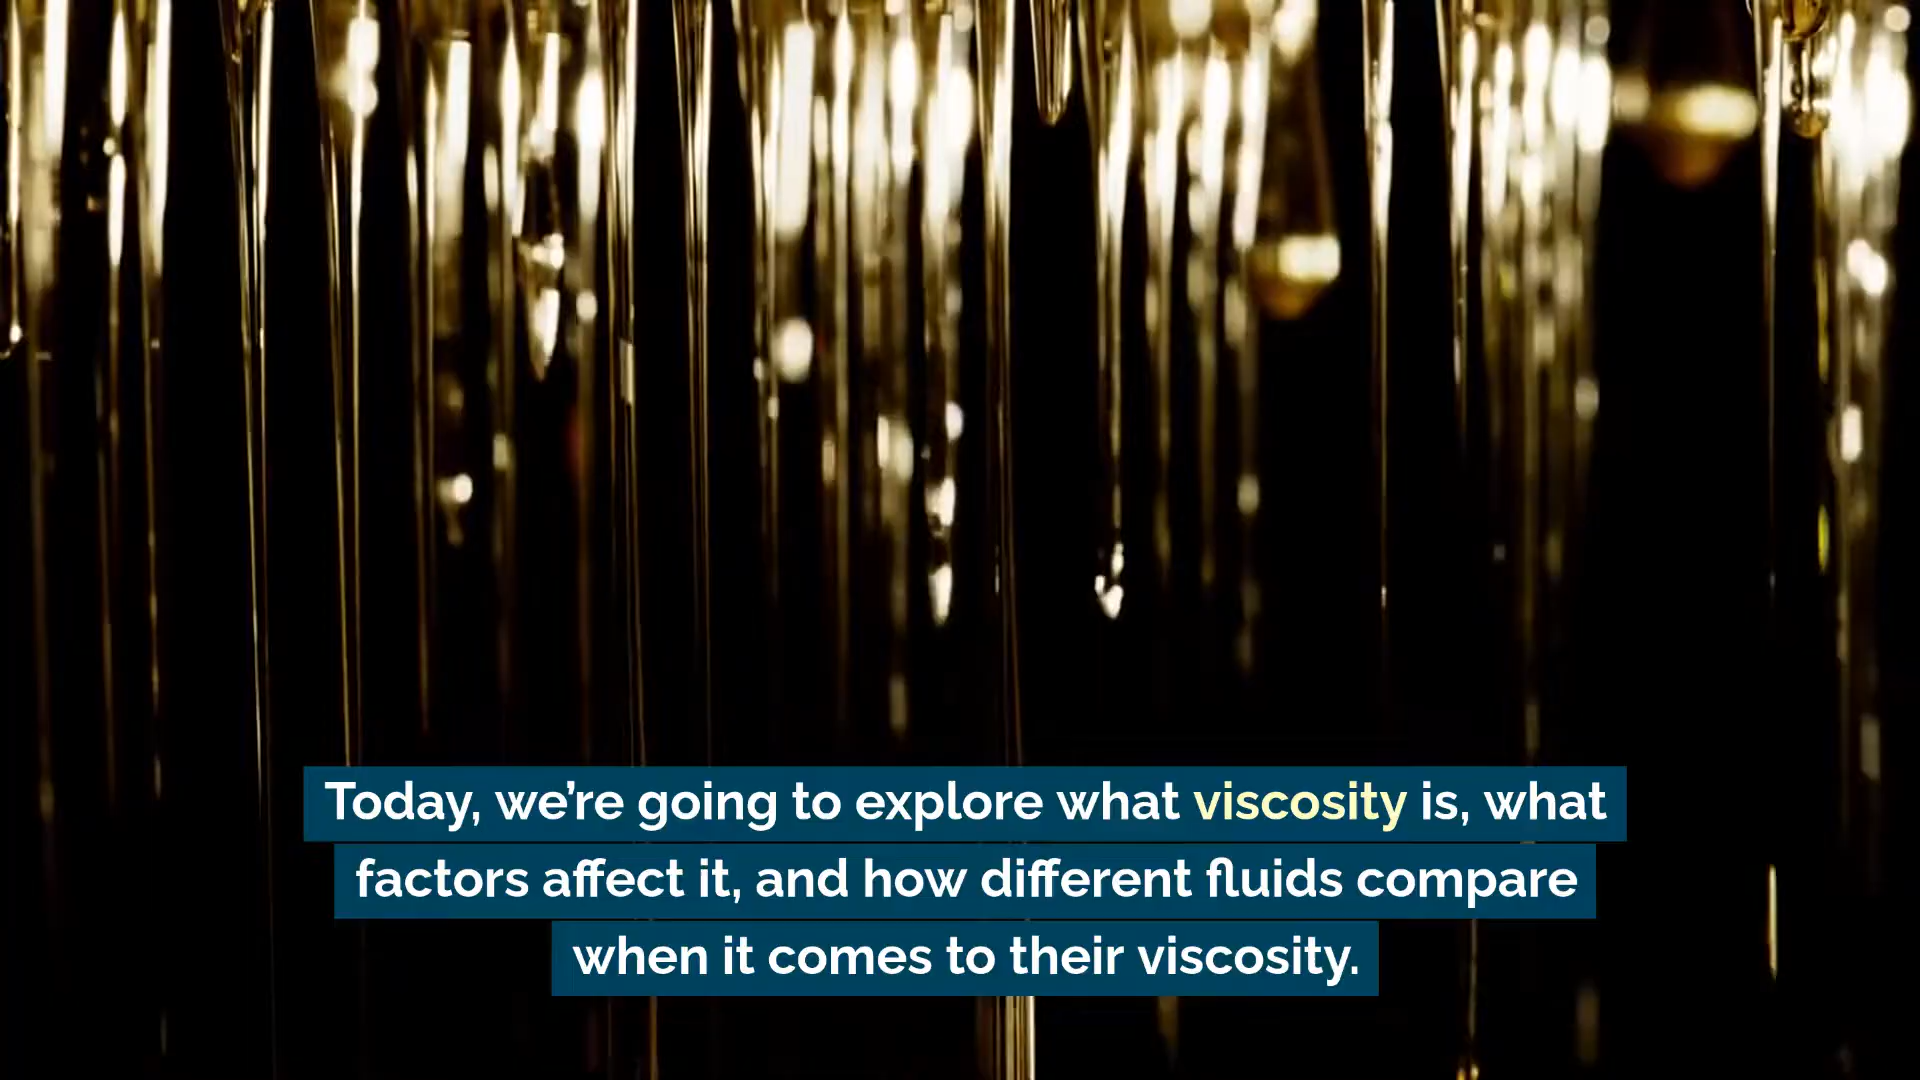 Today, we’re going to explore what viscosity is, what
factors affect it, and how different fluids compare
when it comes to their viscosity.